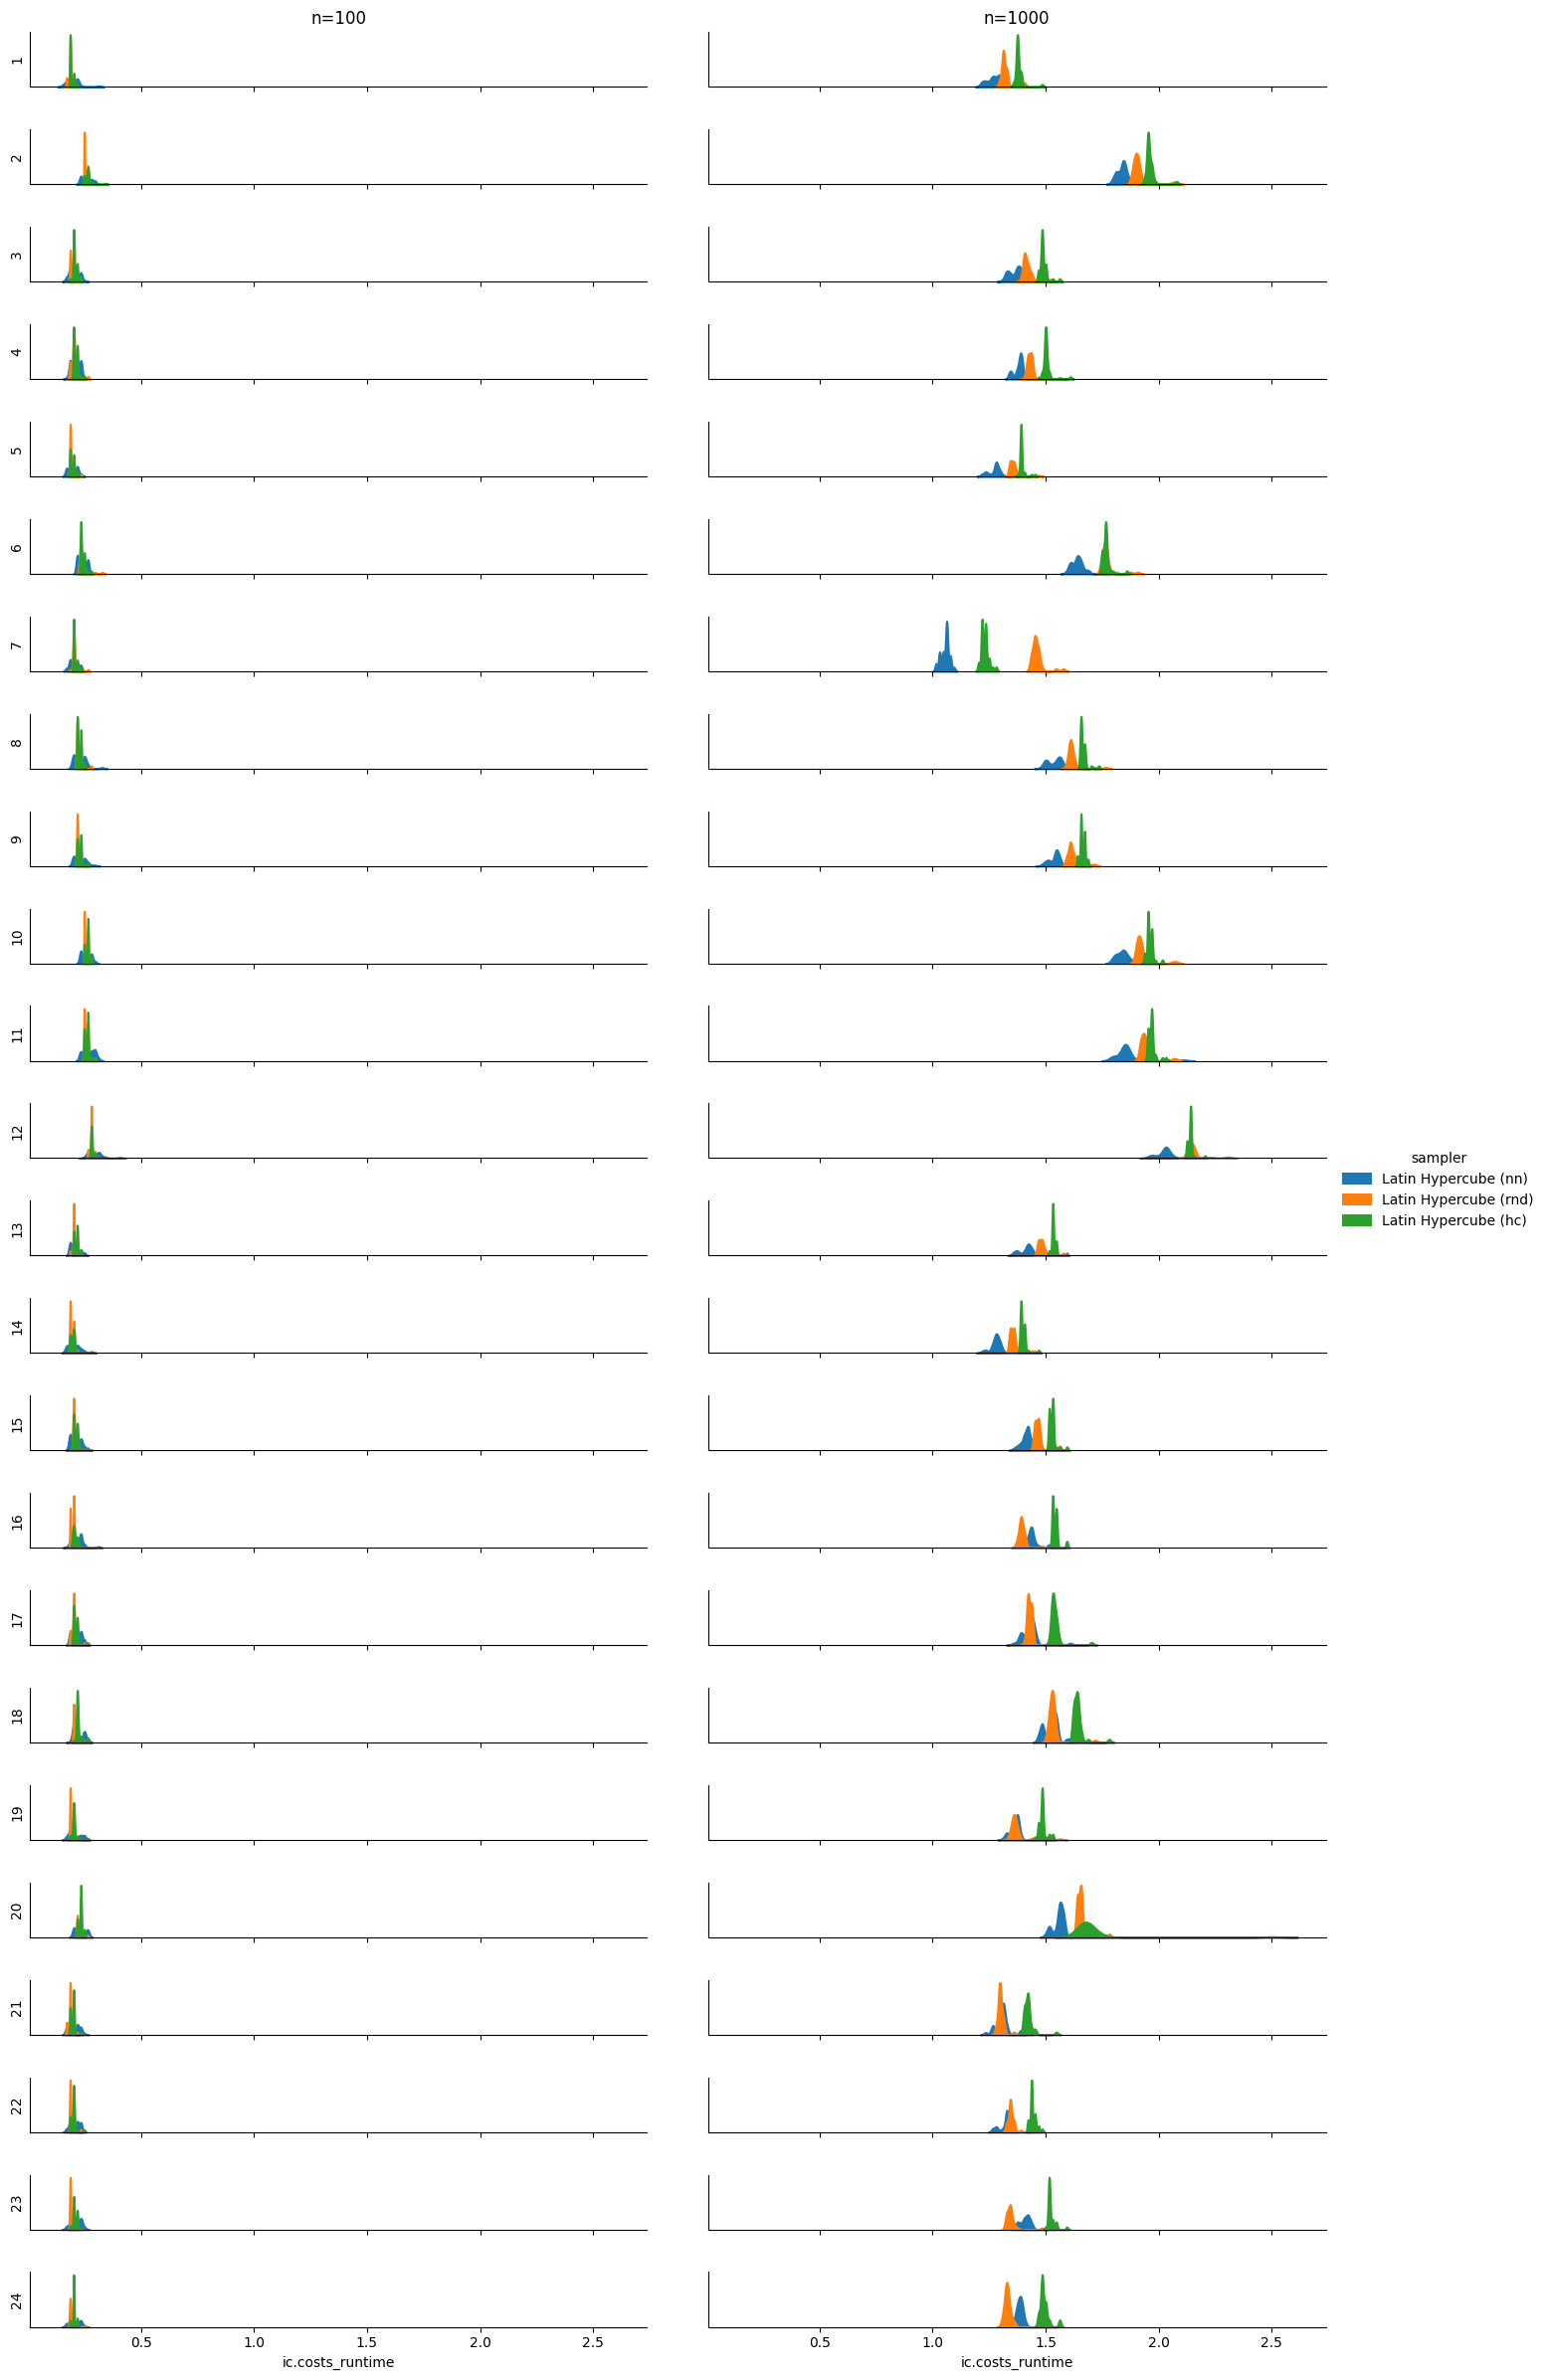 n=100
n=1000
1
2
3
4
5
6
7
8
9
10
11
12
sampler
Latin Hypercube (nn)
Latin Hypercube (rnd)
Latin Hypercube (hc)
13
14
15
16
17
18
19
20
21
22
23
24
0.5 1.0 1.5 2.0 2.5
0.5 1.0 1.5 2.0 2.5
ic.costs_runtime
ic.costs_runtime